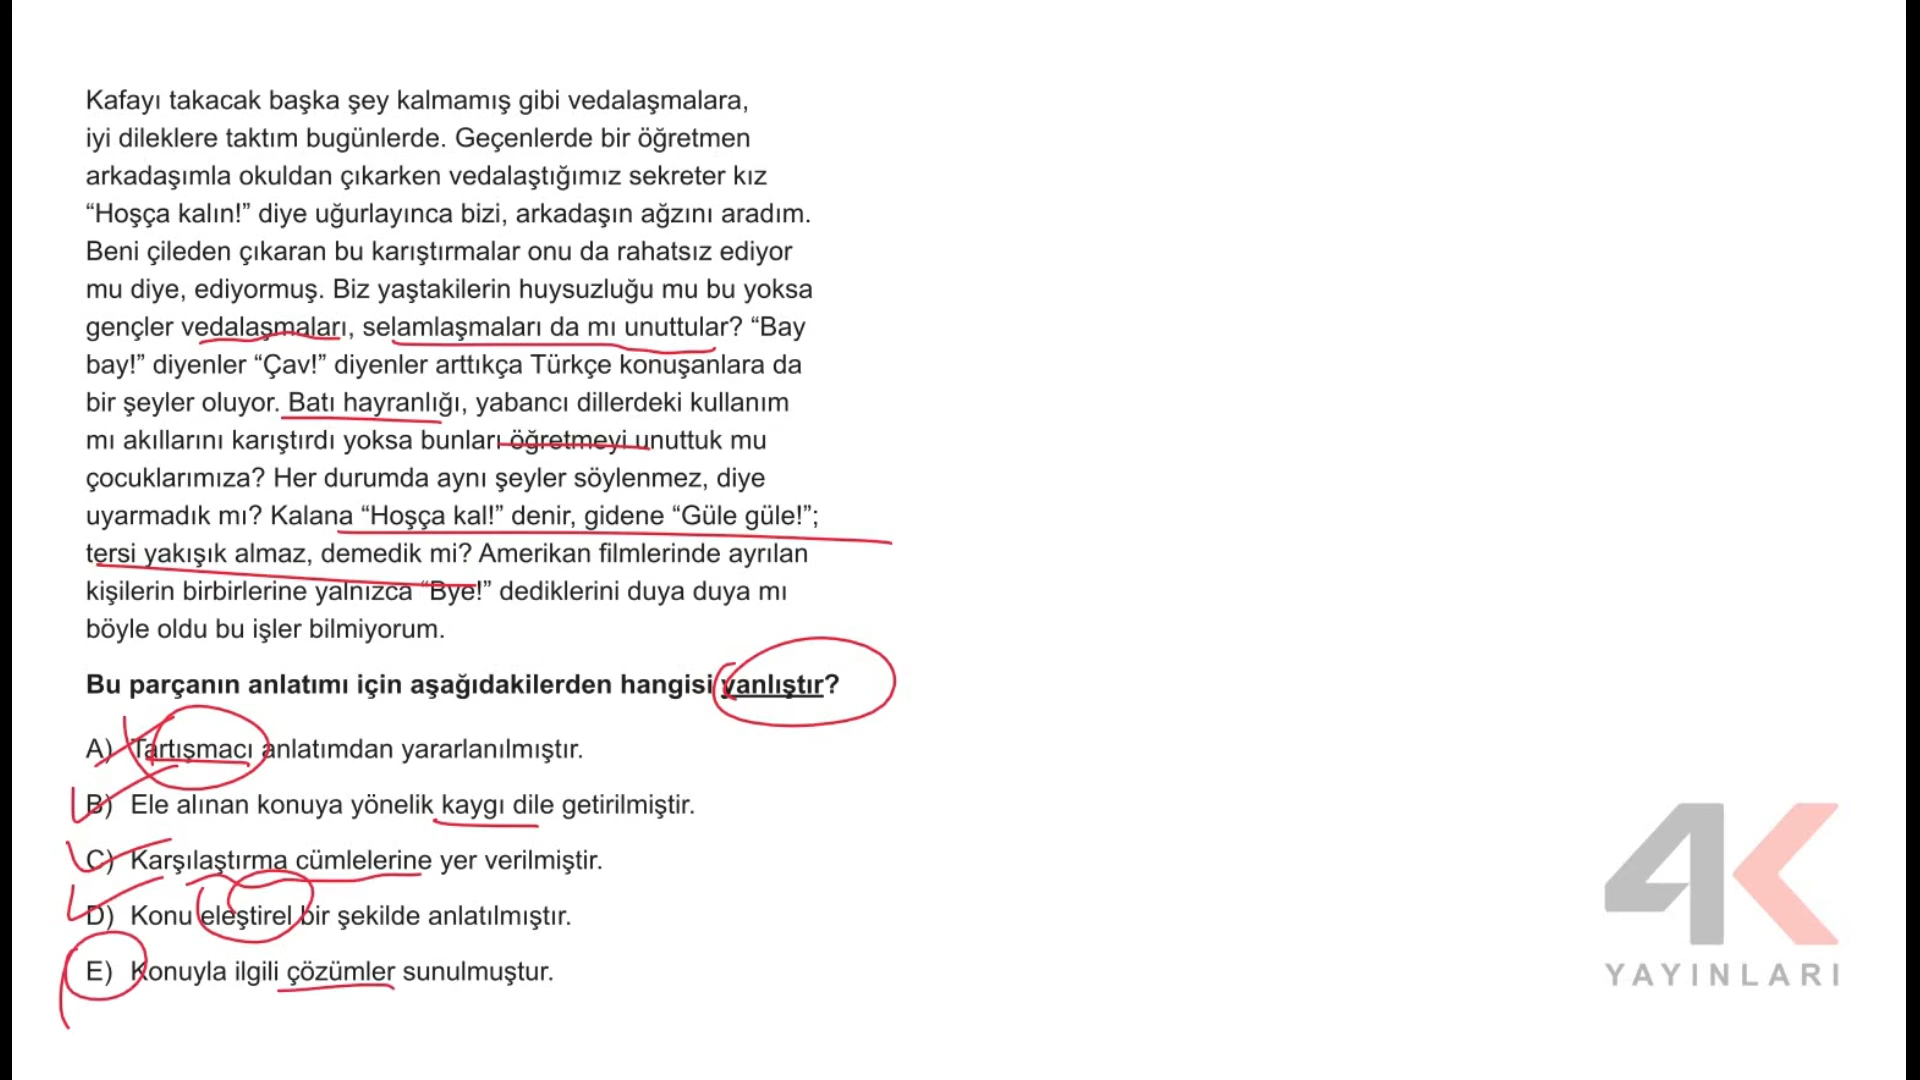 Kafayı takacak başka şey kalmamış gibi vedalaşmalara,
iyi dileklere taktım bugünlerde. Geçenlerde bir öğretmen
arkadaşımla okuldan çıkarken vedalaştığımız sekreter kız
“Hoşça kalın!” diye uğurlayınca bizi, arkadaşın ağzını aradım.
Beni çileden çıkaran bu karıştırmalar onu da rahatsız ediyor
mu diye, ediyormuş. Biz yaştakilerin huysuzluğu mu bu yoksa
gençler vedalaşmaları, selamlaşmaları da mı unuttular? “Bay
bay!” diyenler “Çav!” diyenler arttıkça Türkçe konuşanlara da
bir şeyler oluyor. Batı hayranlığı, yabancı dillerdeki kullanım
mı akıllarını karıştırdı yoksa bunları öğretmeyi unuttuk mu
çocuklarımıza? Her durumda aynı şeyler söylenmez, diye
uyarmadık mı? Kalana “Hoşça kal!” denir, gidene “Güle güle!”;
tersi yakışık almaz, demedik mi? Amerikan filmlerinde ayrılan
kişilerin birbirlerine yalnızca “Bye!” dediklerini duya duya mı
böyle oldu bu işler bilmiyorum.
Bu parçanın anlatımı için aşağıdakilerden hangisi yanlıştır?
A) Tartışmacı anlatımdan yararlanılmıştır.
B) Ele alınan konuya yönelik kaygı dile getirilmiştir.
C) Karşılaştırma cümlelerine yer verilmiştir.
D) Konu eleştirel bir şekilde anlatılmıştır.
E) Konuyla ilgili çözümler sunulmuştur.
4K
YAYINLARI